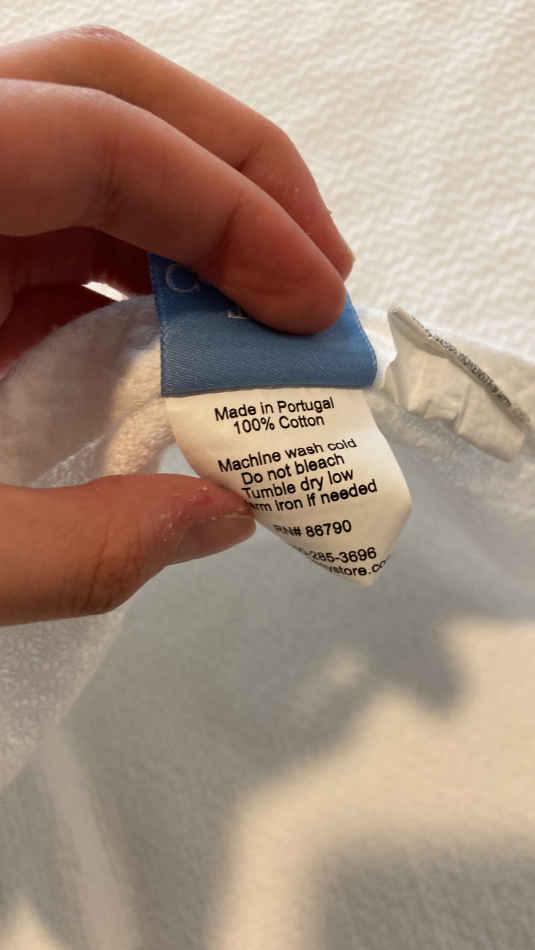 C
Made in Portugal
100% Cotton
Machine wash cold
Do not bleach
Tumble dry low
iron if needed
RN# 86790
285-3696